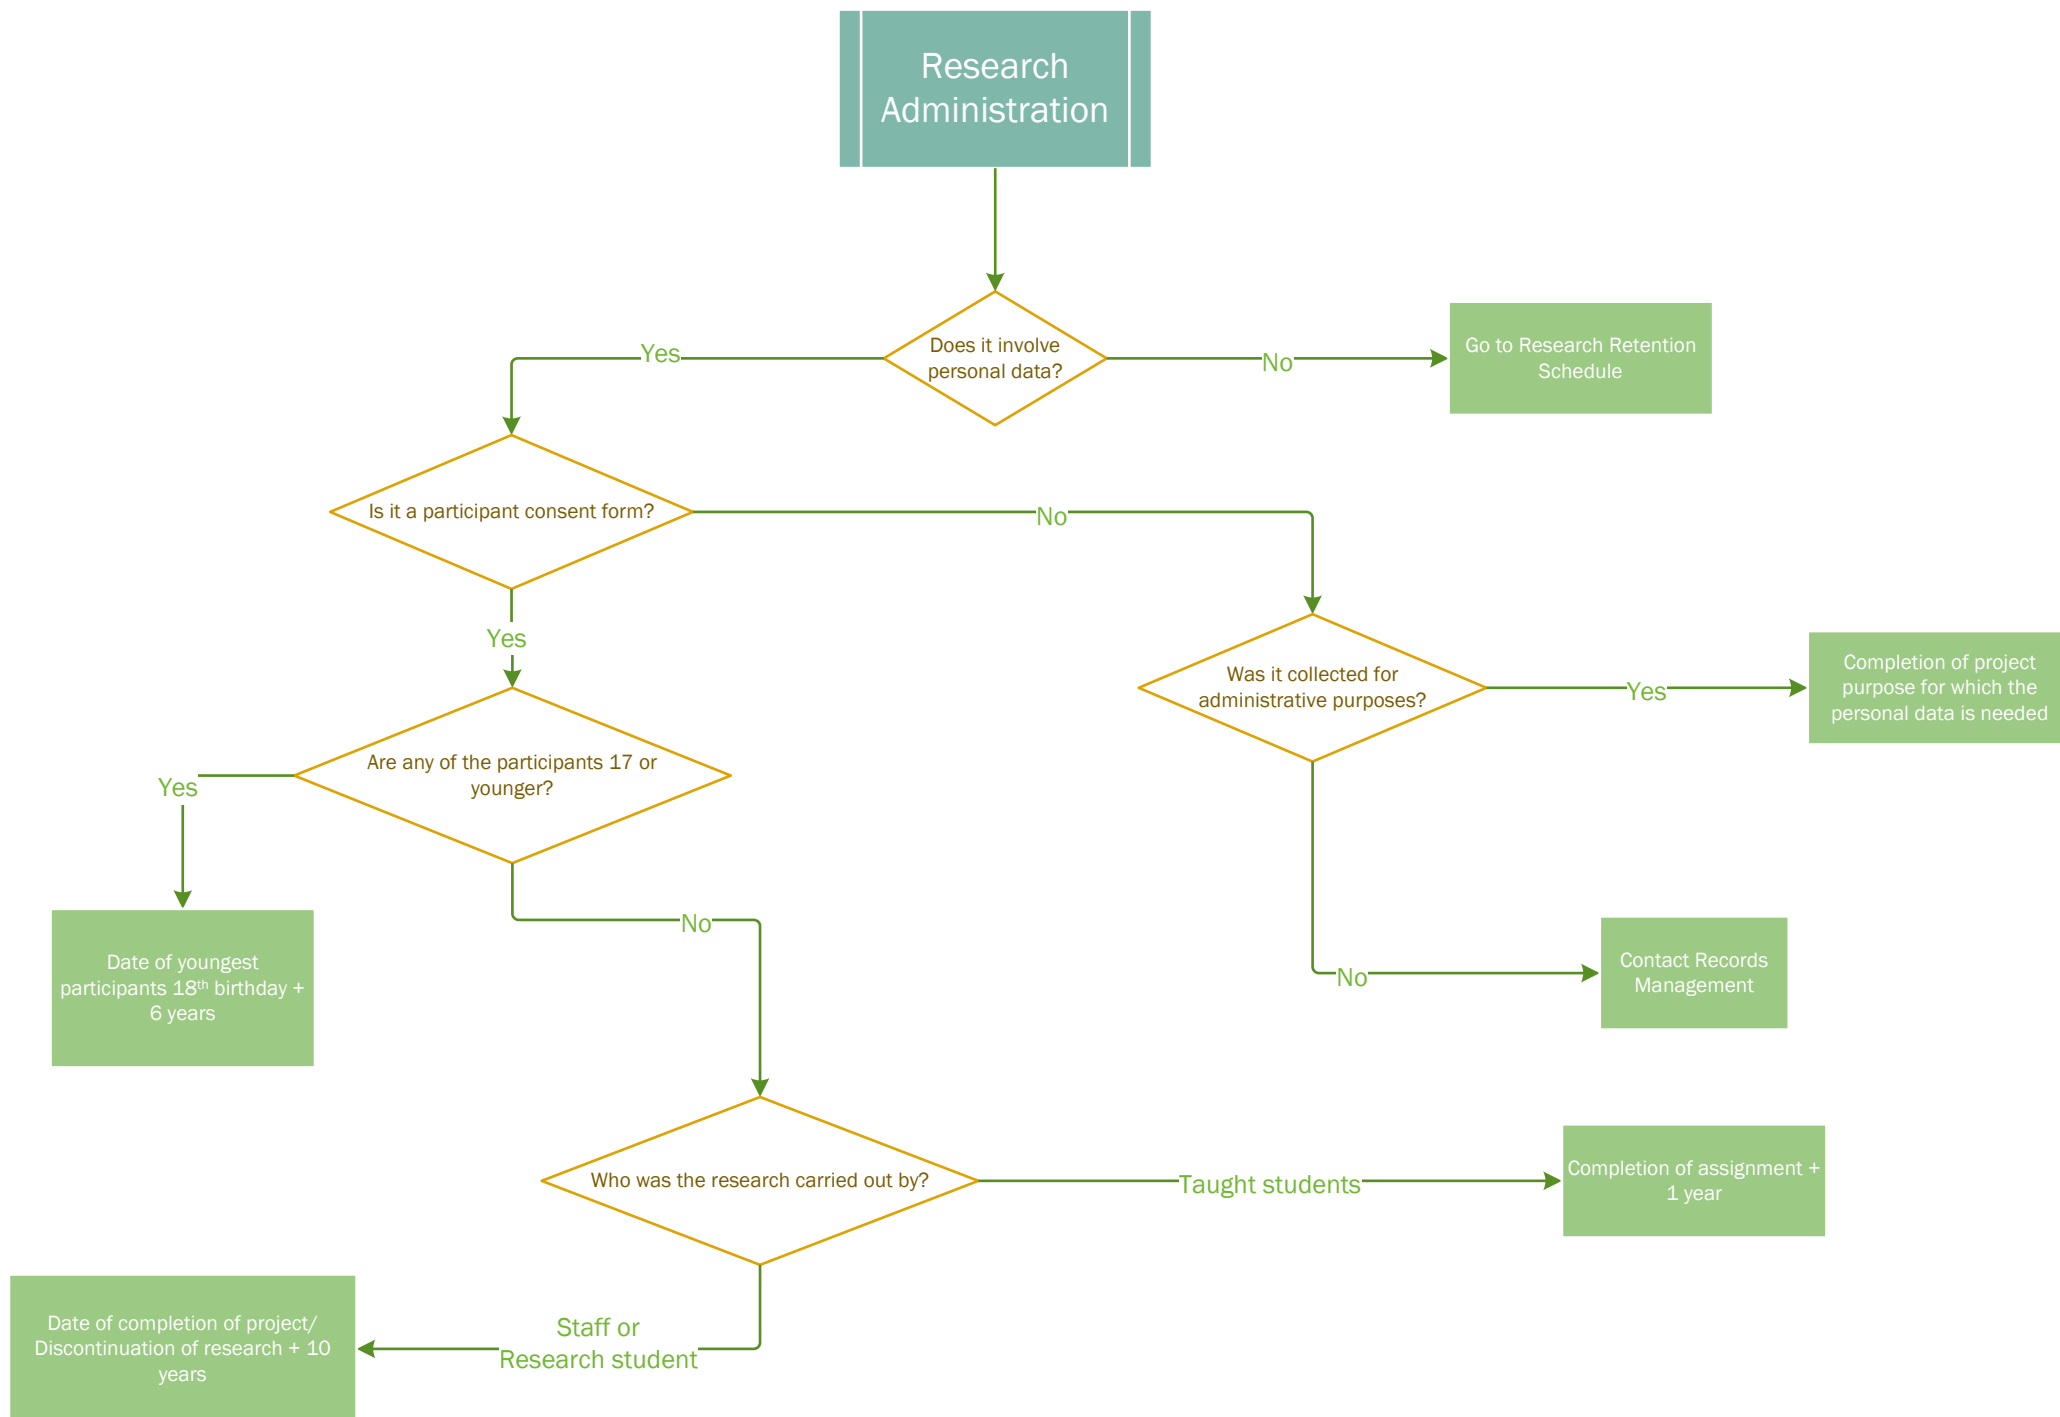 Research
Administration
Does it involve
personal data?
Yes
No
Go to Research Retention
Schedule
Is it a participant consent form?
No
Yes
Was it collected for
administrative purposes?
Yes
Completion of project
purpose for which the
personal data is needed
Are any of the participants 17 or
younger?
Yes
No
Date of youngest
participants 18th birthday +
6 years
No
Contact Records
Management
Who was the research carried out by?
Taught students
Completion of assignment +
1 year
Staff or
Research student
Date of completion of project/
Discontinuation of research + 10
years